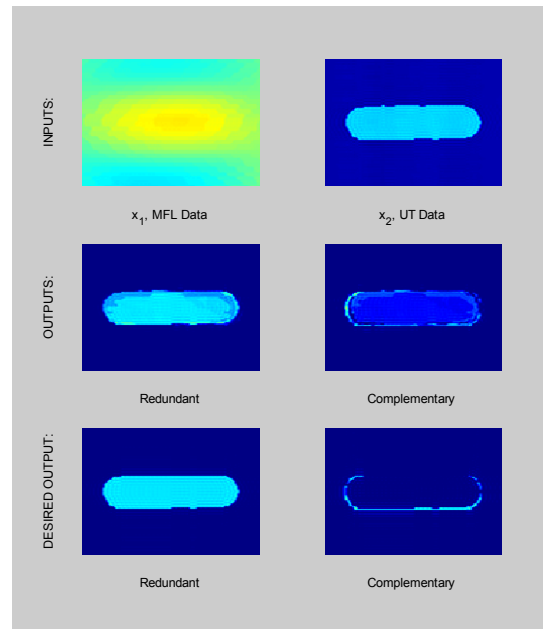 INPUTS:
x1, MFL Data
x2, UT Data
OUTPUTS:
Redundant
Complementary
DESIRED OUTPUT:
Redundant
Complementary